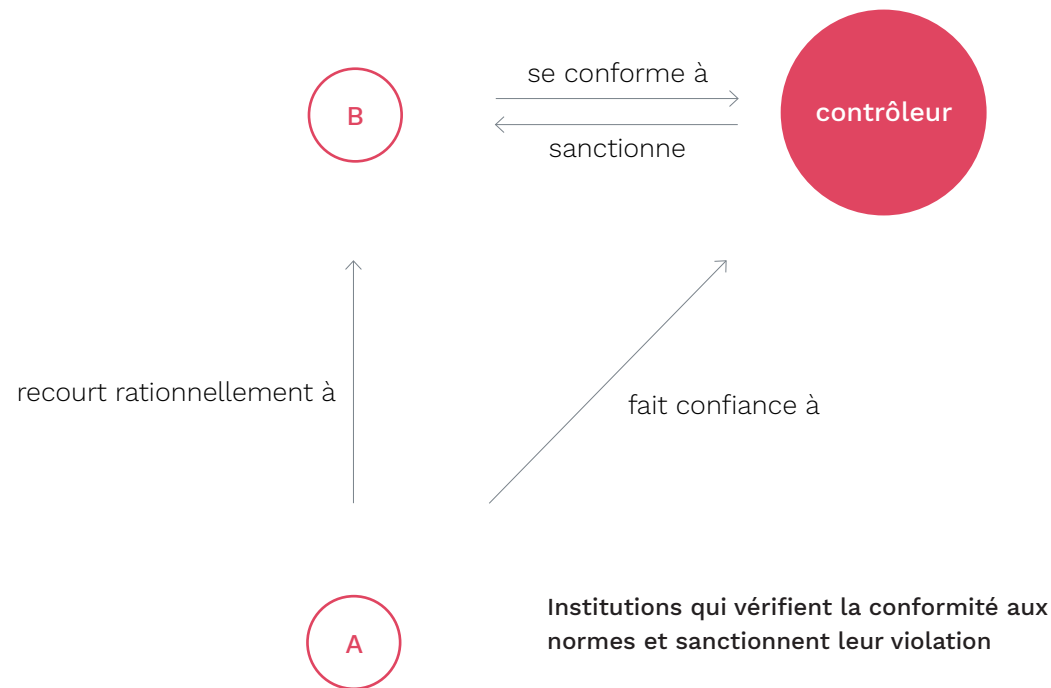 se conforme à
B
contrôleur
sanctionne
recourt rationnellement à
fait confiance à
Institutions qui vérifient la conformité aux
normes et sanctionnent leur violation
A